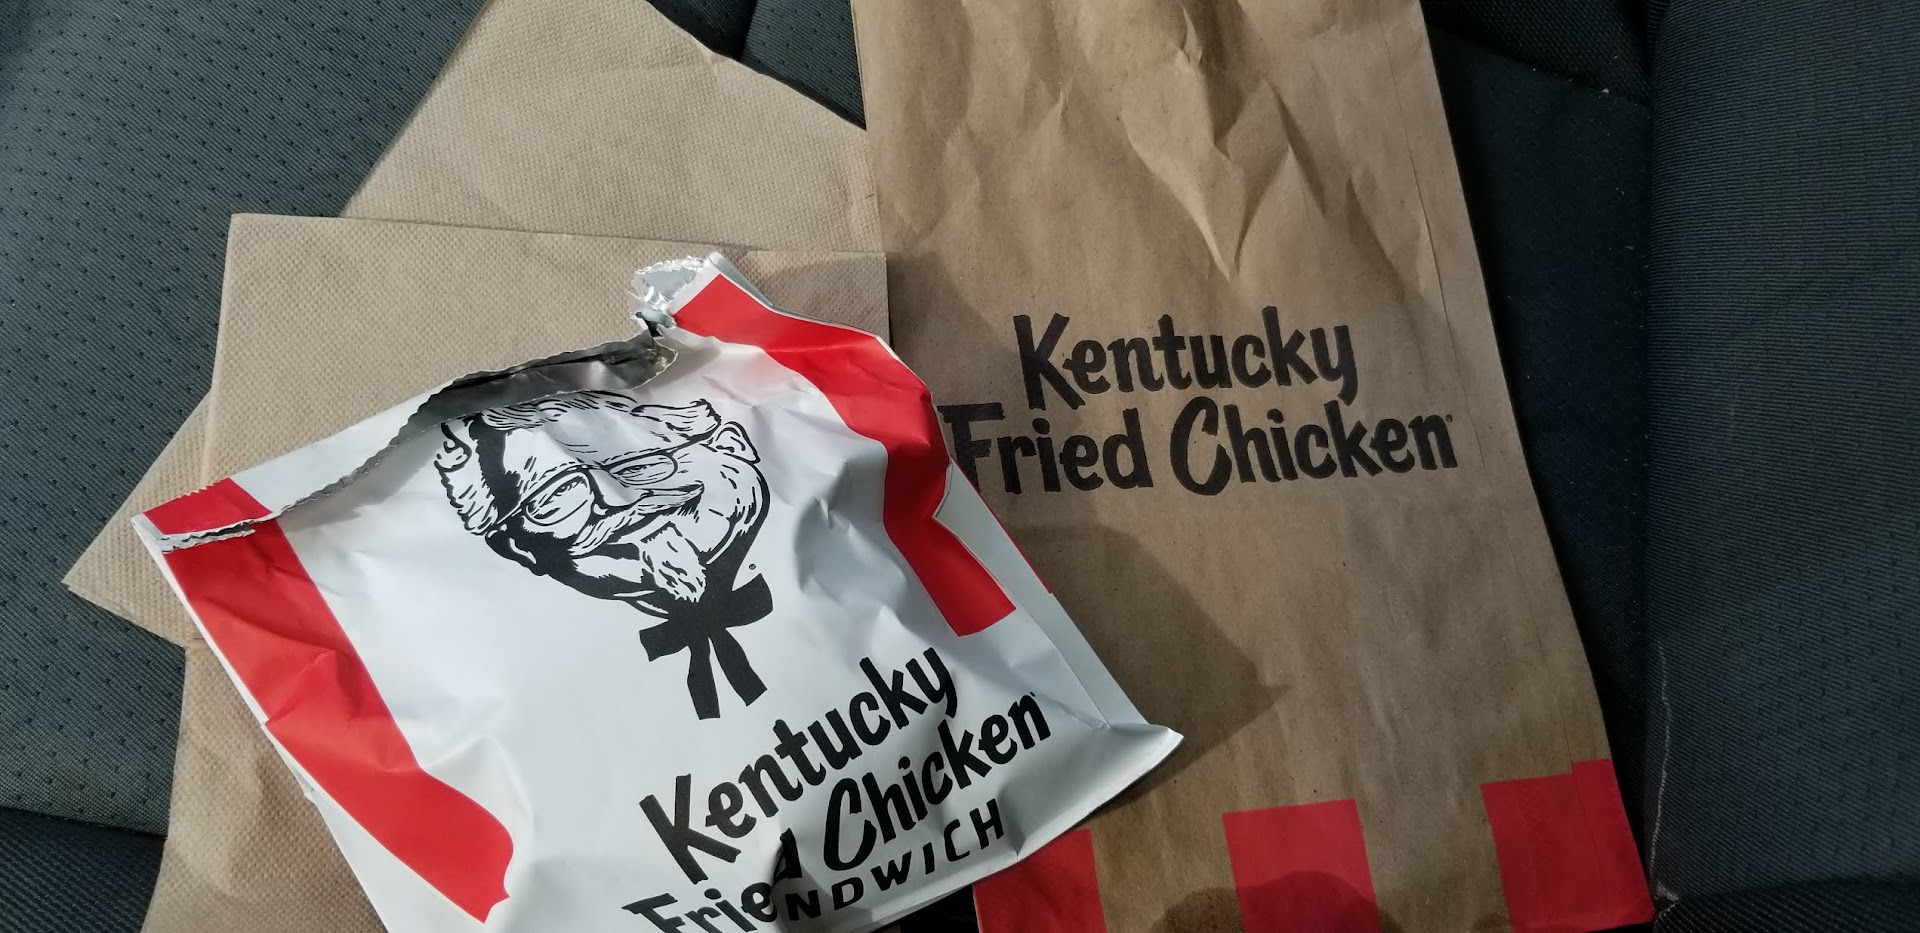 Kentucky
Fried Chicken
Kentucky
Fried Chicken
NDWICH